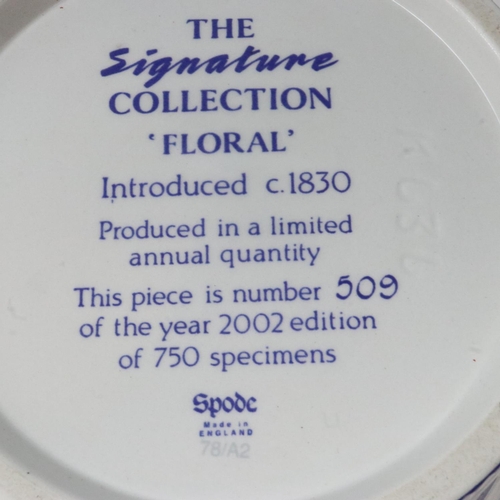 THE
Signature
COLLECTION
‘FLORAL’
Introduced c.1830
Produced in a limited
annual quantity
This piece is number 509
of the year 2002 edition
of 750 specimens
Spode
Made in
ENGLAND
78/A2